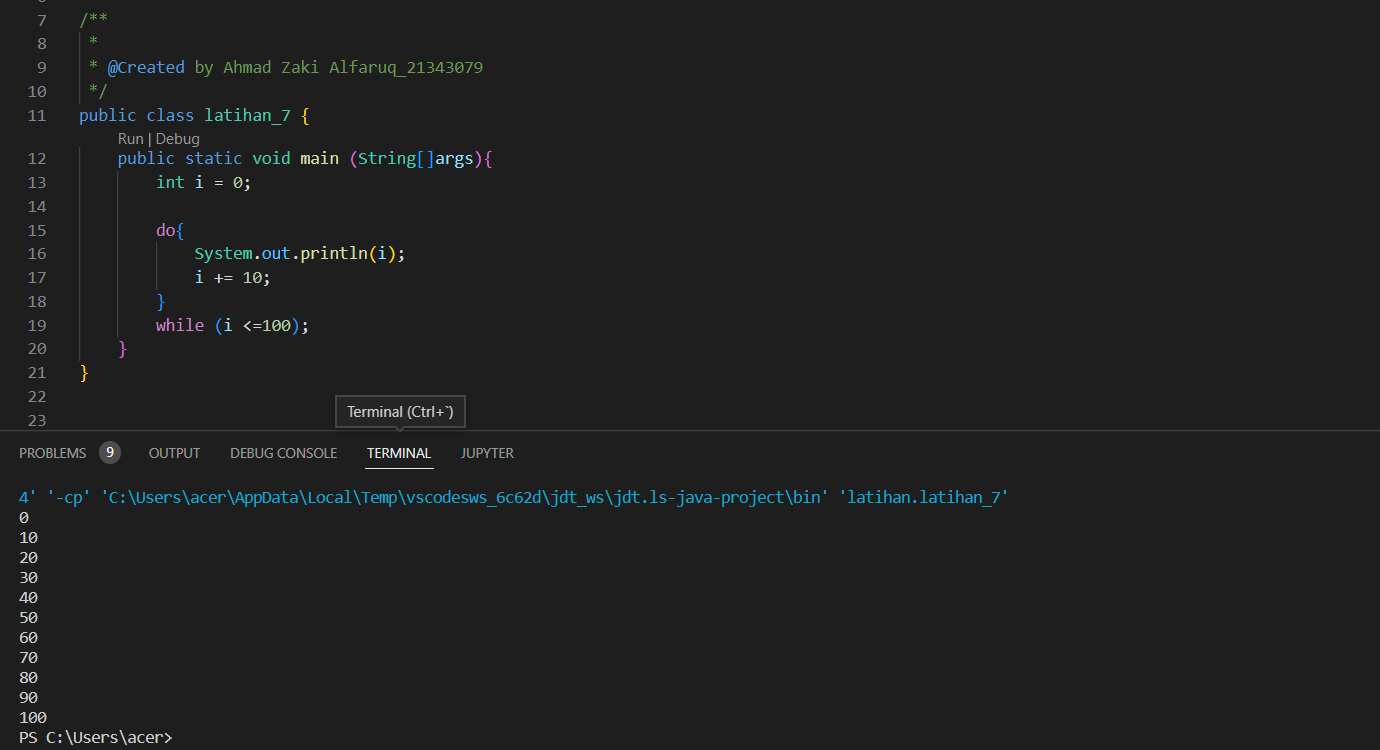 7 /**
8 *
9 * @Created by Ahmad Zaki Alfaruq_21343079
10 */
11 public class latihan_7 {
Run | Debug
12 public static void main (String[]args){
13 int i = 0;
14
15 do{
16 System.out.println(i);
17 i += 10;
18 }
19 while (i <=100);
20 }
21 }
22
23
Terminal (Ctrl+`)
PROBLEMS 9 OUTPUT DEBUG CONSOLE TERMINAL JUPYTER
4' '-cp' 'C:\Users\acer\AppData\Local\Temp\vscodesws_6c62d\jdt_ws\jdt.ls-java-project\bin' 'latihan.latihan_7'
0
10
20
30
40
50
60
70
80
90
100
PS C:\Users\acer>